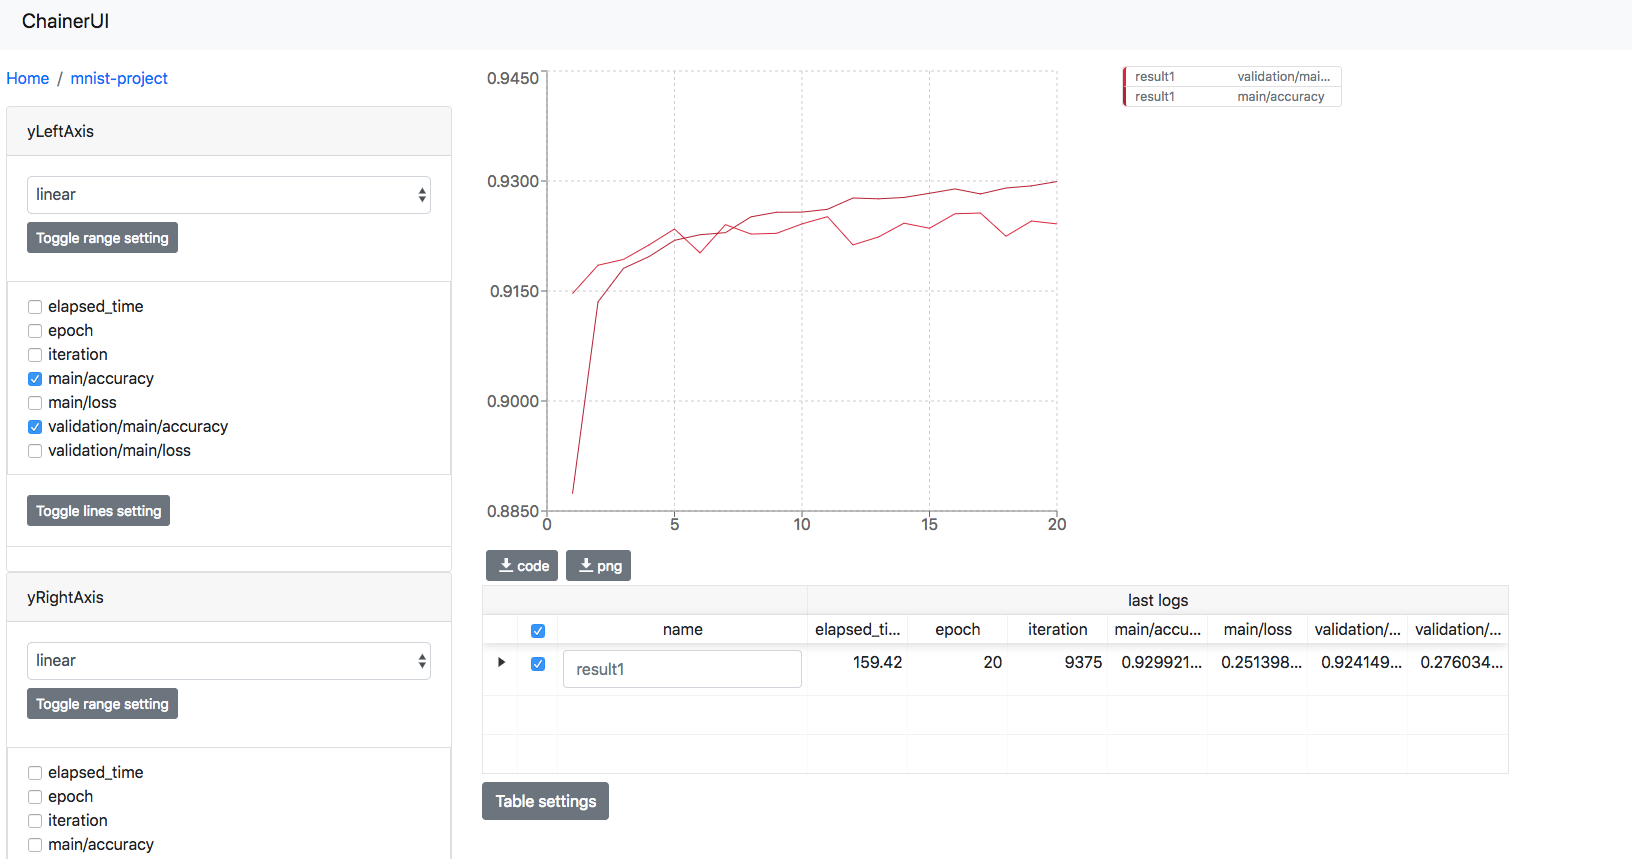 ChainerUI
Home / mnist-project
yLeftAxis
linear
Toggle range setting
elapsed_time
epoch
iteration
main/accuracy
main/loss
validation/main/accuracy
validation/main/loss
Toggle lines setting
yRightAxis
linear
Toggle range setting
elapsed_time
epoch
iteration
main/accuracy
0.9450
0.9300
0.9150
0.9000
0.8850
0 5 10 15 20
result1 validation/mai...
result1 main/accuracy
code png
last logs
name elapsed_ti... epoch iteration main/accu... main/loss validation/... validation/...
result1 159.42 20 9375 0.929921... 0.251398... 0.924149... 0.276034...
Table settings